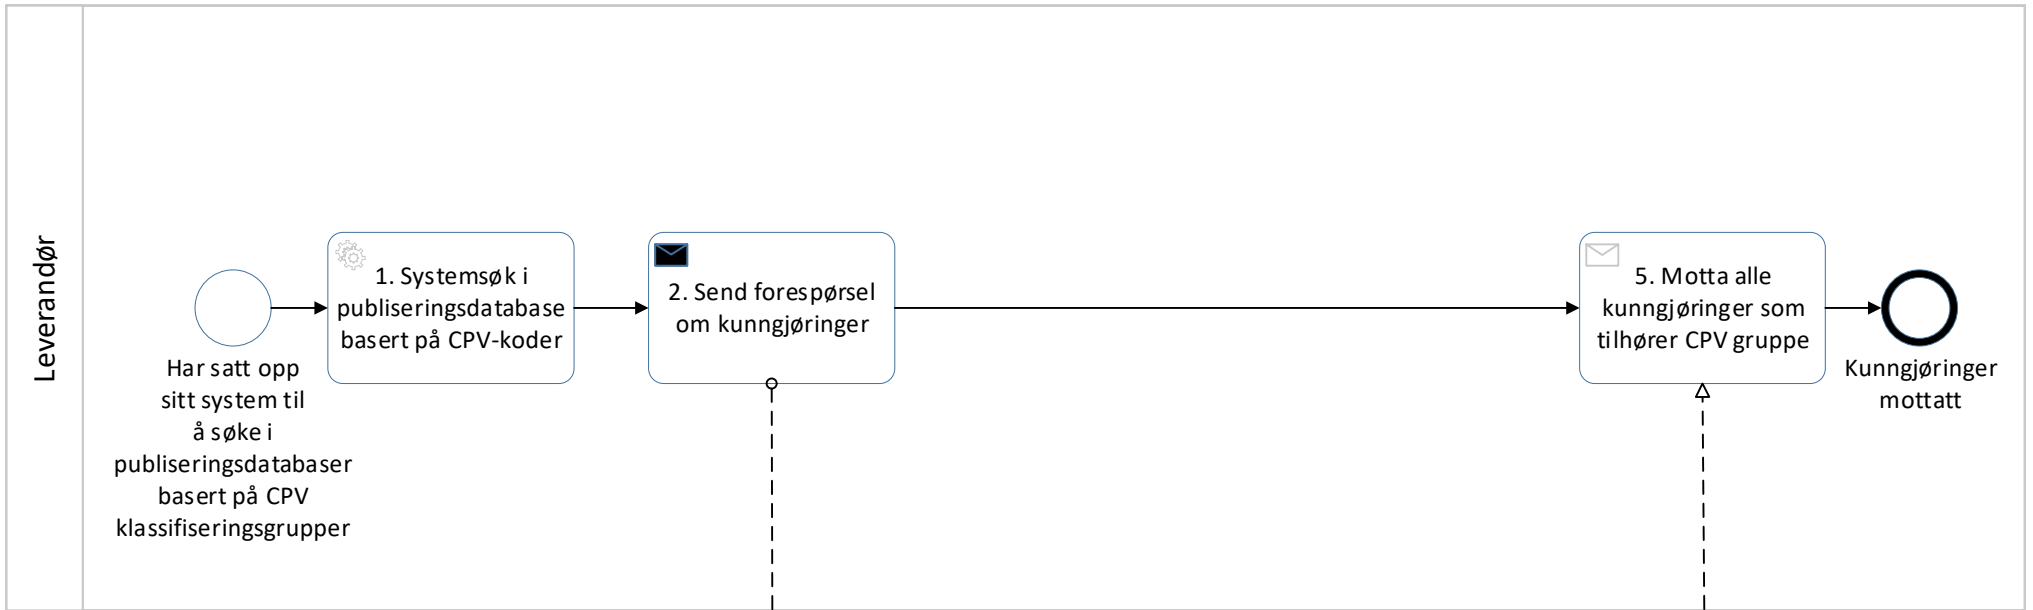 Leverandør
Har satt opp
sitt system til
å søke i
publiseringsdatabaser
basert på CPV
klassifiseringsgrupper
1. Systemsøk i
publiseringsdatabase
basert på CPV-koder
2. Send forespørsel
om kunngjøringer
5. Motta alle
kunngjøringer som
tilhører CPV gruppe
Kunngjøringer
mottatt